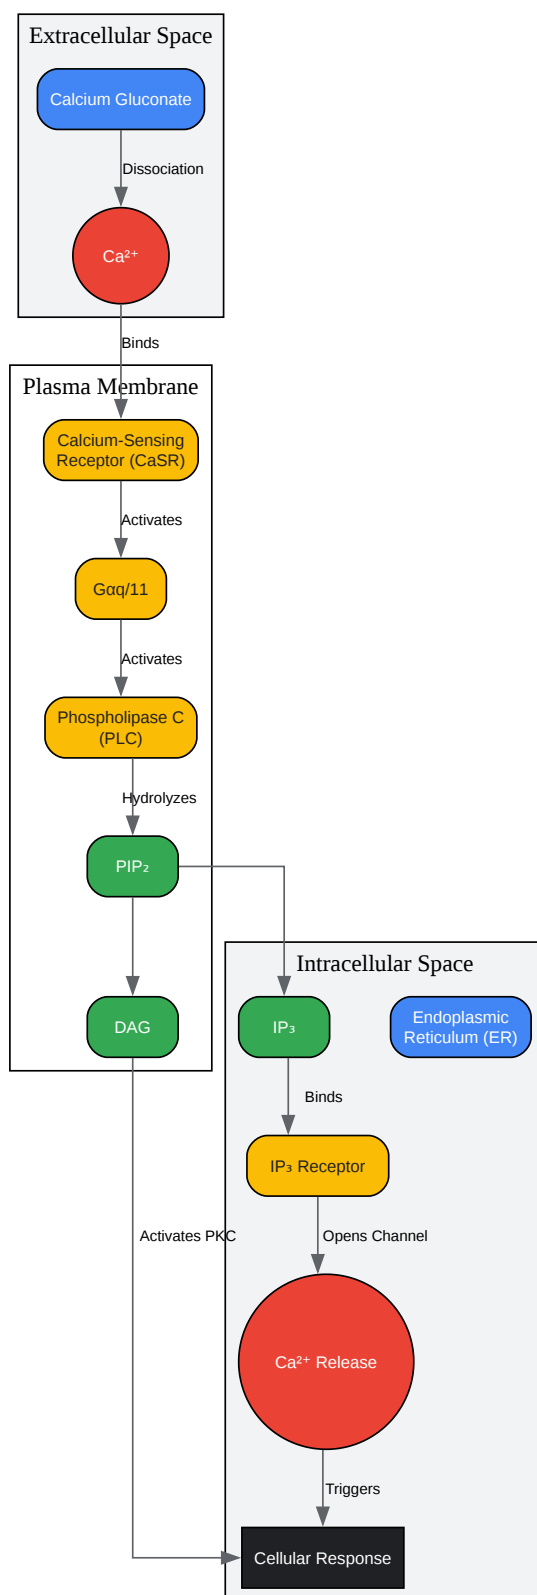 Extracellular Space
Calcium Gluconate
Dissociation
Ca²⁺
Binds
Plasma Membrane
Calcium-Sensing
Receptor (CaSR)
Activates
Gαq/11
Activates
Phospholipase C
(PLC)
Hydrolyzes
PIP₂
Intracellular Space
DAG
IP₃
Endoplasmic
Reticulum (ER)
Binds
IP₃ Receptor
Activates PKC
Opens Channel
Ca²⁺ Release
Triggers
Cellular Response